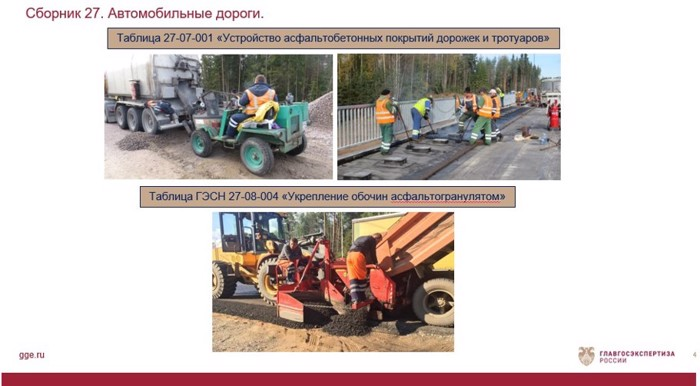 Сборник 27. Автомобильные дороги.
Таблица 27-07-001 «Устройство асфальтобетонных покрытий дорожек и тротуаров»
Таблица ГЭСН 27-08-004 «Укрепление обочин асфальтогранулятом»
gge.ru
ГЛАВГОСЭКСПЕРТИЗА
РОССИИ
4